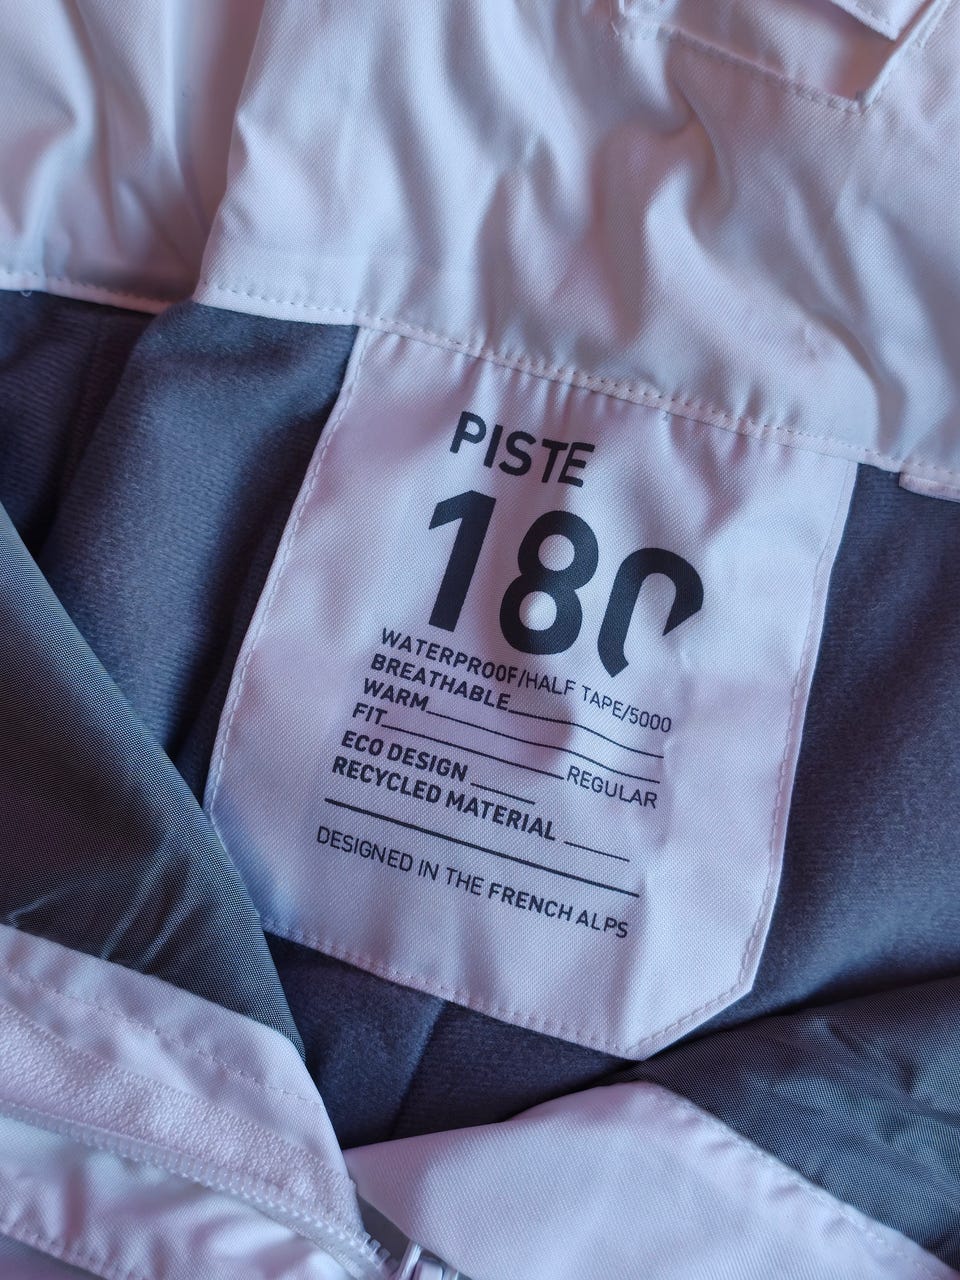 PISTE
180
WATERPROOF/HALF TAPE/5000
BREATHABLE
WARM
FIT REGULAR
ECO DESIGN
RECYCLED MATERIAL
DESIGNED IN THE FRENCH ALPS